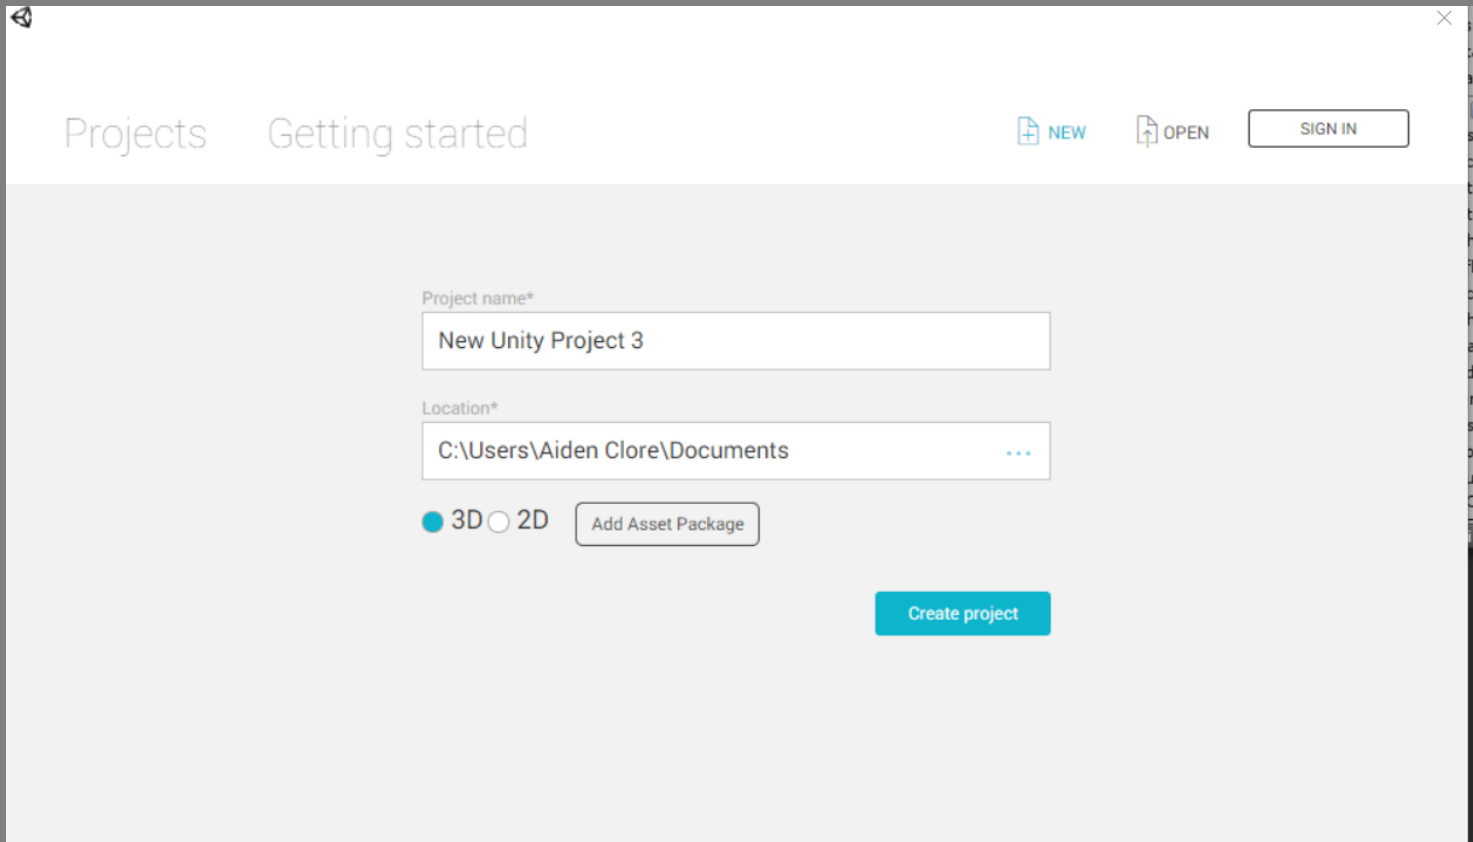 Projects Getting started NEW OPEN SIGN IN
Project name*
New Unity Project 3
Location*
C:\Users\Aiden Clore\Documents ...
3D 2D Add Asset Package
Create project